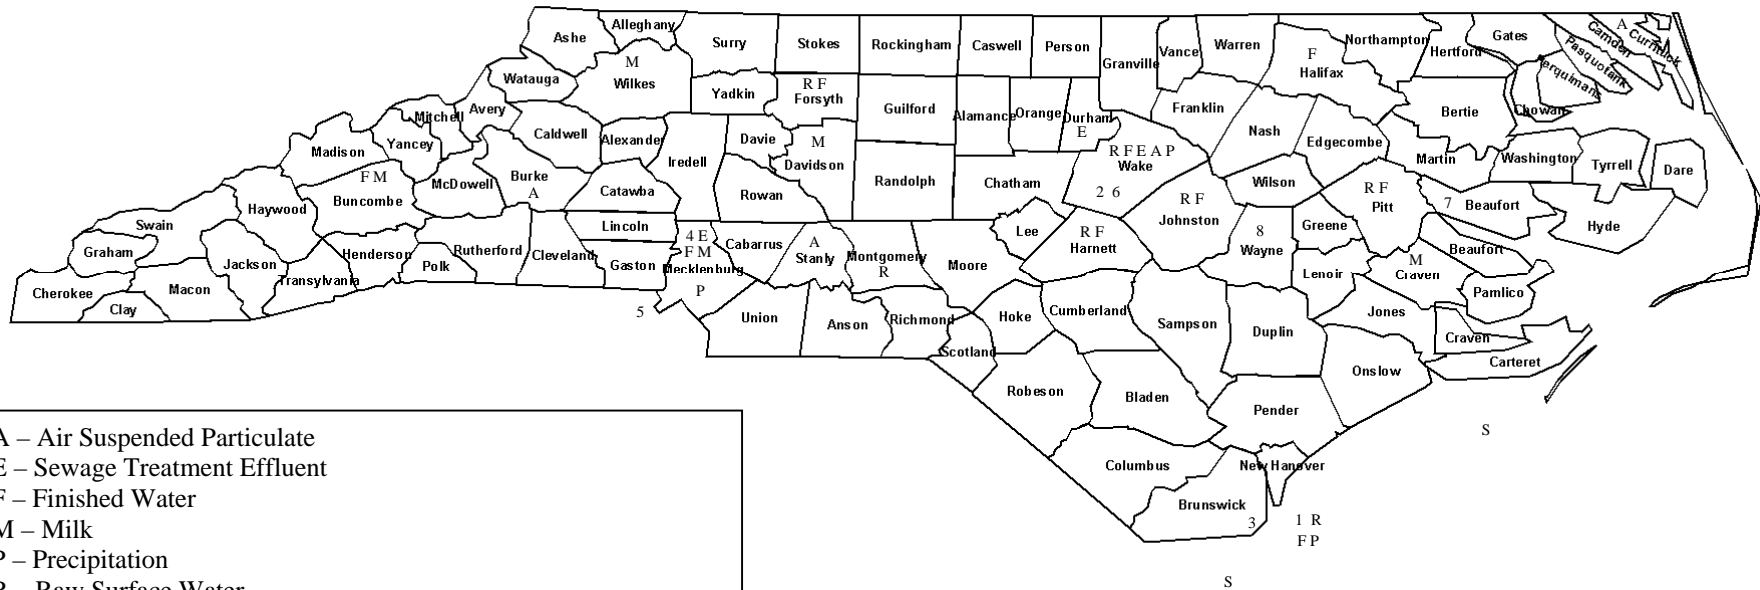 Alleghany
Ashe
Surry
Stokes
Rockingham
Caswell
Person
Granville
Vance
Warren
Northampton
Hertford
Gates
Camden
A
Currituck
Pasquotank
Perquimans
Chowan
M
Wilkes
Watauga
R F
Forsyth
Yadkin
F
Halifax
Avery
Mitchell
Caldwell
Alexander
Iredell
Davie
M
Davidson
Guilford
Alamance
Orange
Durham
E
Franklin
Nash
Edgecombe
Bertie
Martin
Washington
Tyrrell
Dare
Madison
Yancey
McDowell
Burke
A
Catawba
Rowan
Randolph
Chatham
R F E A P
Wake
2 6
Wilson
R F
Pitt
7
Beaufort
Hyde
Swain
Haywood
F M
Buncombe
Graham
Jackson
Henderson
Polk
Rutherford
Cleveland
Lincoln
Gaston
4 E
F M
Mecklenburg
P
5
Cabarrus
A
Stanly
Montgomery
R
Moore
Lee
R F
Harnett
R F
Johnston
8
Wayne
Greene
Lenoir
Beaufort
M
Craven
Pamlico
Cherokee
Clay
Macon
Transylvania
Union
Anson
Richmond
Scotland
Hoke
Cumberland
Sampson
Duplin
Jones
Craven
Carteret
Onslow
Robeson
Bladen
Pender
Columbus
Brunswick
3
New Hanover
1 R
F P
S
S
A – Air Suspended Particulate
E – Sewage Treatment Effluent
F – Finished Water
M – Milk
P – Precipitation
R – Raw Surface Water